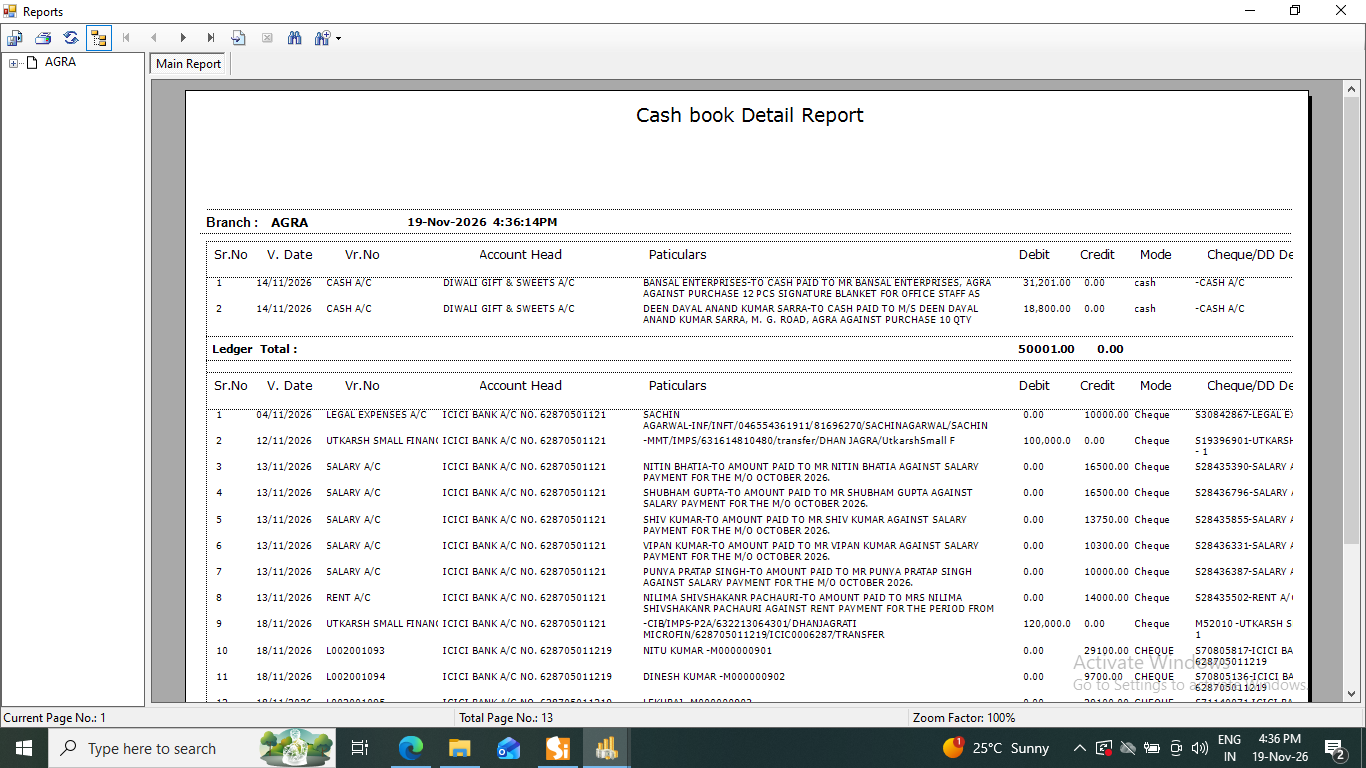 Reports
AGRA
Main Report
Cash book Detail Report
Branch : AGRA 19-Nov-2026 4:36:14PM
Sr.No V. Date Vr.No Account Head Paticulars Debit Credit Mode Cheque/DD De
1 14/11/2026 CASH A/C DIWALI GIFT & SWEETS A/C BANSAL ENTERPRISES-TO CASH PAID TO MR BANSAL ENTERPRISES, AGRA 31,201.00 0.00 cash -CASH A/C
AGAINST PURCHASE 12 PCS SIGNATURE BLANKET FOR OFFICE STAFF AS
2 14/11/2026 CASH A/C DIWALI GIFT & SWEETS A/C DEEN DAYAL ANAND KUMAR SARRA-TO CASH PAID TO M/S DEEN DAYAL 18,800.00 0.00 cash -CASH A/C
ANAND KUMAR SARRA, M. G. ROAD, AGRA AGAINST PURCHASE 10 QTY
Ledger Total : 50001.00 0.00
Sr.No V. Date Vr.No Account Head Paticulars Debit Credit Mode Cheque/DD De
1 04/11/2026 LEGAL EXPENSES A/C ICICI BANK A/C NO. 62870501121 SACHIN 0.00 10000.00 Cheque S30842867-LEGAL EX
AGARWAL-INF/INFT/046554361911/81696270/SACHINAGARWAL/SACHIN
2 12/11/2026 UTKARSH SMALL FINANC ICICI BANK A/C NO. 62870501121 -MMT/IMPS/631614810480/transfer/DHAN JAGRA/UtkarshSmall F 100,000.0 0.00 Cheque S19396901-UTKARSH
- 1
3 13/11/2026 SALARY A/C ICICI BANK A/C NO. 62870501121 NITIN BHATIA-TO AMOUNT PAID TO MR NITIN BHATIA AGAINST SALARY 0.00 16500.00 Cheque S28435390-SALARY A
PAYMENT FOR THE M/O OCTOBER 2026.
4 13/11/2026 SALARY A/C ICICI BANK A/C NO. 62870501121 SHUBHAM GUPTA-TO AMOUNT PAID TO MR SHUBHAM GUPTA AGAINST 0.00 16500.00 Cheque S28436796-SALARY A
SALARY PAYMENT FOR THE M/O OCTOBER 2026.
5 13/11/2026 SALARY A/C ICICI BANK A/C NO. 62870501121 SHIV KUMAR-TO AMOUNT PAID TO MR SHIV KUMAR AGAINST SALARY 0.00 13750.00 Cheque S28435855-SALARY A
PAYMENT FOR THE M/O OCTOBER 2026.
6 13/11/2026 SALARY A/C ICICI BANK A/C NO. 62870501121 VIPAN KUMAR-TO AMOUNT PAID TO MR VIPAN KUMAR AGAINST SALARY 0.00 10300.00 Cheque S28436331-SALARY A
PAYMENT FOR THE M/O OCTOBER 2026.
7 13/11/2026 SALARY A/C ICICI BANK A/C NO. 62870501121 PUNYA PRATAP SINGH-TO AMOUNT PAID TO MR PUNYA PRATAP SINGH 0.00 10000.00 Cheque S28436387-SALARY A
AGAINST SALARY PAYMENT FOR THE M/O OCTOBER 2026.
8 13/11/2026 RENT A/C ICICI BANK A/C NO. 62870501121 NILIMA SHIVSHAKANR PACHAURI-TO AMOUNT PAID TO MRS NILIMA 0.00 14000.00 Cheque S28435502-RENT A/
SHIVSHAKANR PACHAURI AGAINST RENT PAYMENT FOR THE PERIOD FROM
9 18/11/2026 UTKARSH SMALL FINANC ICICI BANK A/C NO. 62870501121 -CIB/IMPS-P2A/632213064301/DHANJAGRATI 120,000.0 0.00 Cheque M52010 -UTKARSH S
MICROFIN/628705011219/ICIC0006287/TRANSFER 1
10 18/11/2026 L002001093 ICICI BANK A/C NO. 628705011219 NITU KUMAR -M000000901 0.00 29100.00 CHEQUE S70805817-ICICI BA
628705011219
11 18/11/2026 L002001094 ICICI BANK A/C NO. 628705011219 DINESH KUMAR -M000000902 0.00 9700.00 CHEQUE S70805136-ICICI BA
628705011219
Activate Windows
Go to Settings to activate Windows.
Current Page No.: 1 Total Page No.: 13 Zoom Factor: 100%
Type here to search
1 25°C Sunny
ENG
IN
4:36 PM
19-Nov-26
2